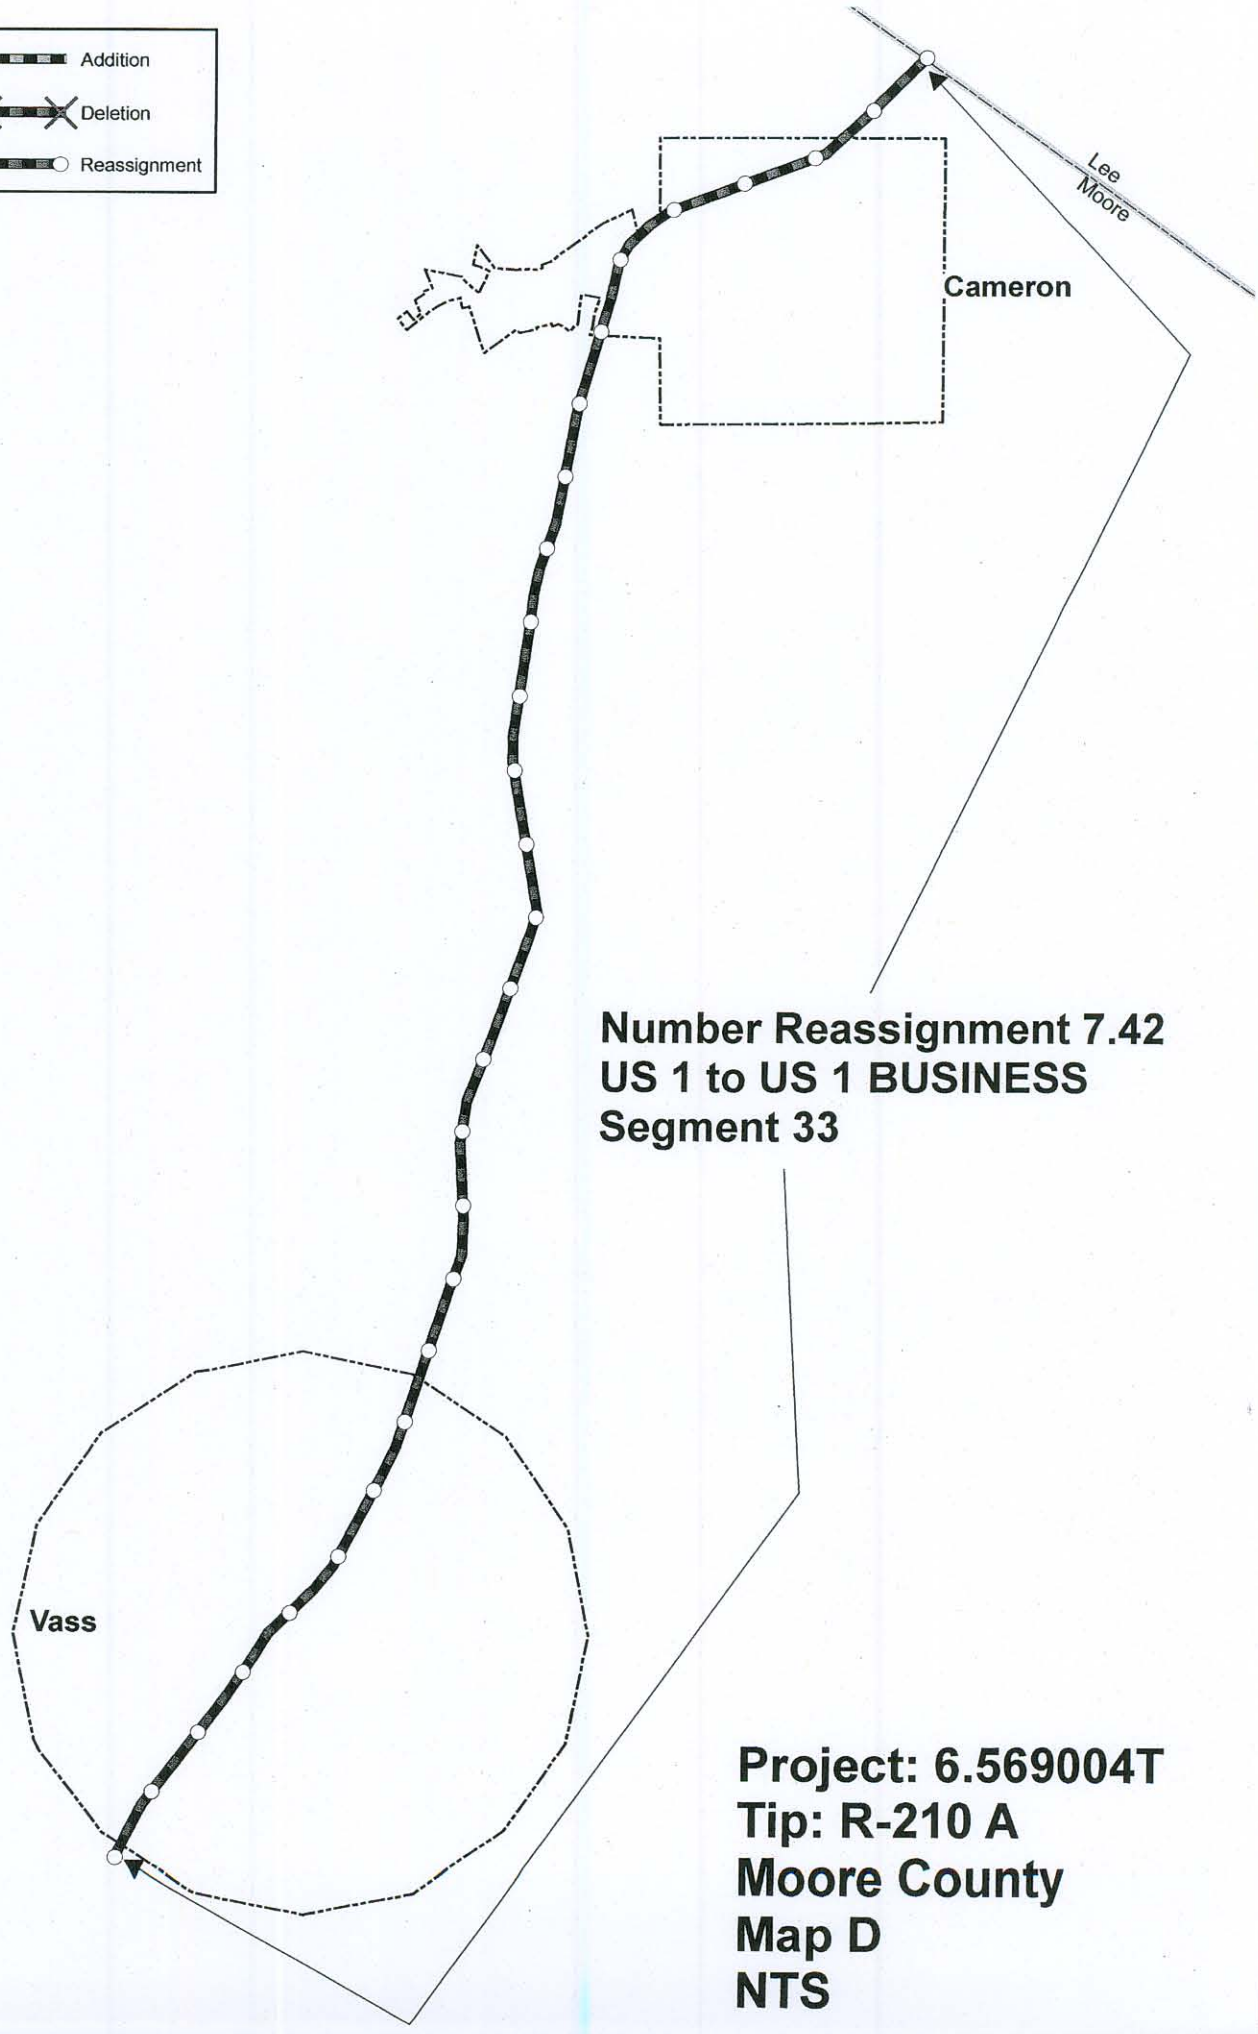 Addition
Deletion
Reassignment
Lee
Moore
Cameron
Number Reassignment 7.42
US 1 to US 1 BUSINESS
Segment 33
Vass
Project: 6.569004T
Tip: R-210 A
Moore County
Map D
NTS